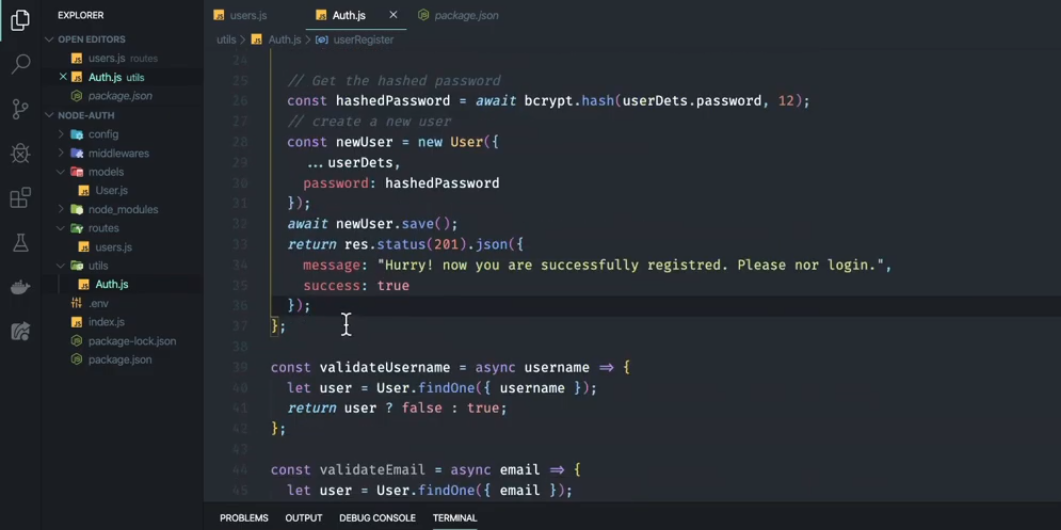 EXPLORER
OPEN EDITORS
users.js routes
Auth.js utils
package.json
NODE-AUTH
config
middlewares
models
User.js
node_modules
routes
users.js
utils
Auth.js
.env
index.js
package-lock.json
package.json
users.js Auth.js package.json
utils > Auth.js > userRegister
24
25 // Get the hashed password
26 const hashedPassword = await bcrypt.hash(userDets.password, 12);
27 // create a new user
28 const newUser = new User({
29 ...userDets,
30 password: hashedPassword
31 });
32 await newUser.save();
33 return res.status(201).json({
34 message: "Hurry! now you are successfully registred. Please nor login.",
35 success: true
36 });
37 };
38
39 const validateUsername = async username => {
40 let user = User.findOne({ username });
41 return user ? false : true;
42 };
43
44 const validateEmail = async email => {
45 let user = User.findOne({ email });
PROBLEMS OUTPUT DEBUG CONSOLE TERMINAL